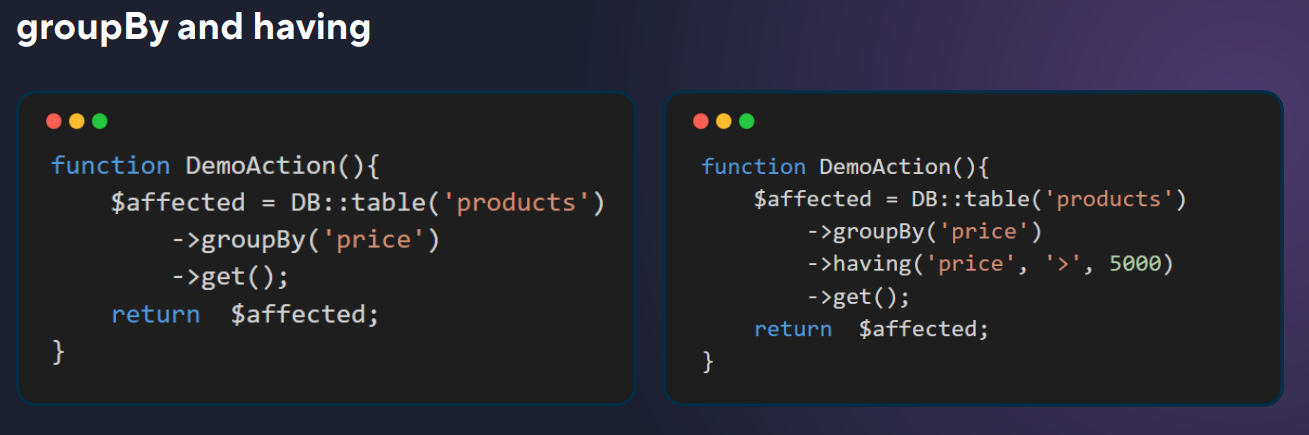 groupBy and having
function DemoAction(){
    $affected = DB::table('products')
        ->groupBy('price')
        ->get();
    return  $affected;
}
function DemoAction(){
    $affected = DB::table('products')
        ->groupBy('price')
        ->having('price', '>', 5000)
        ->get();
    return  $affected;
}